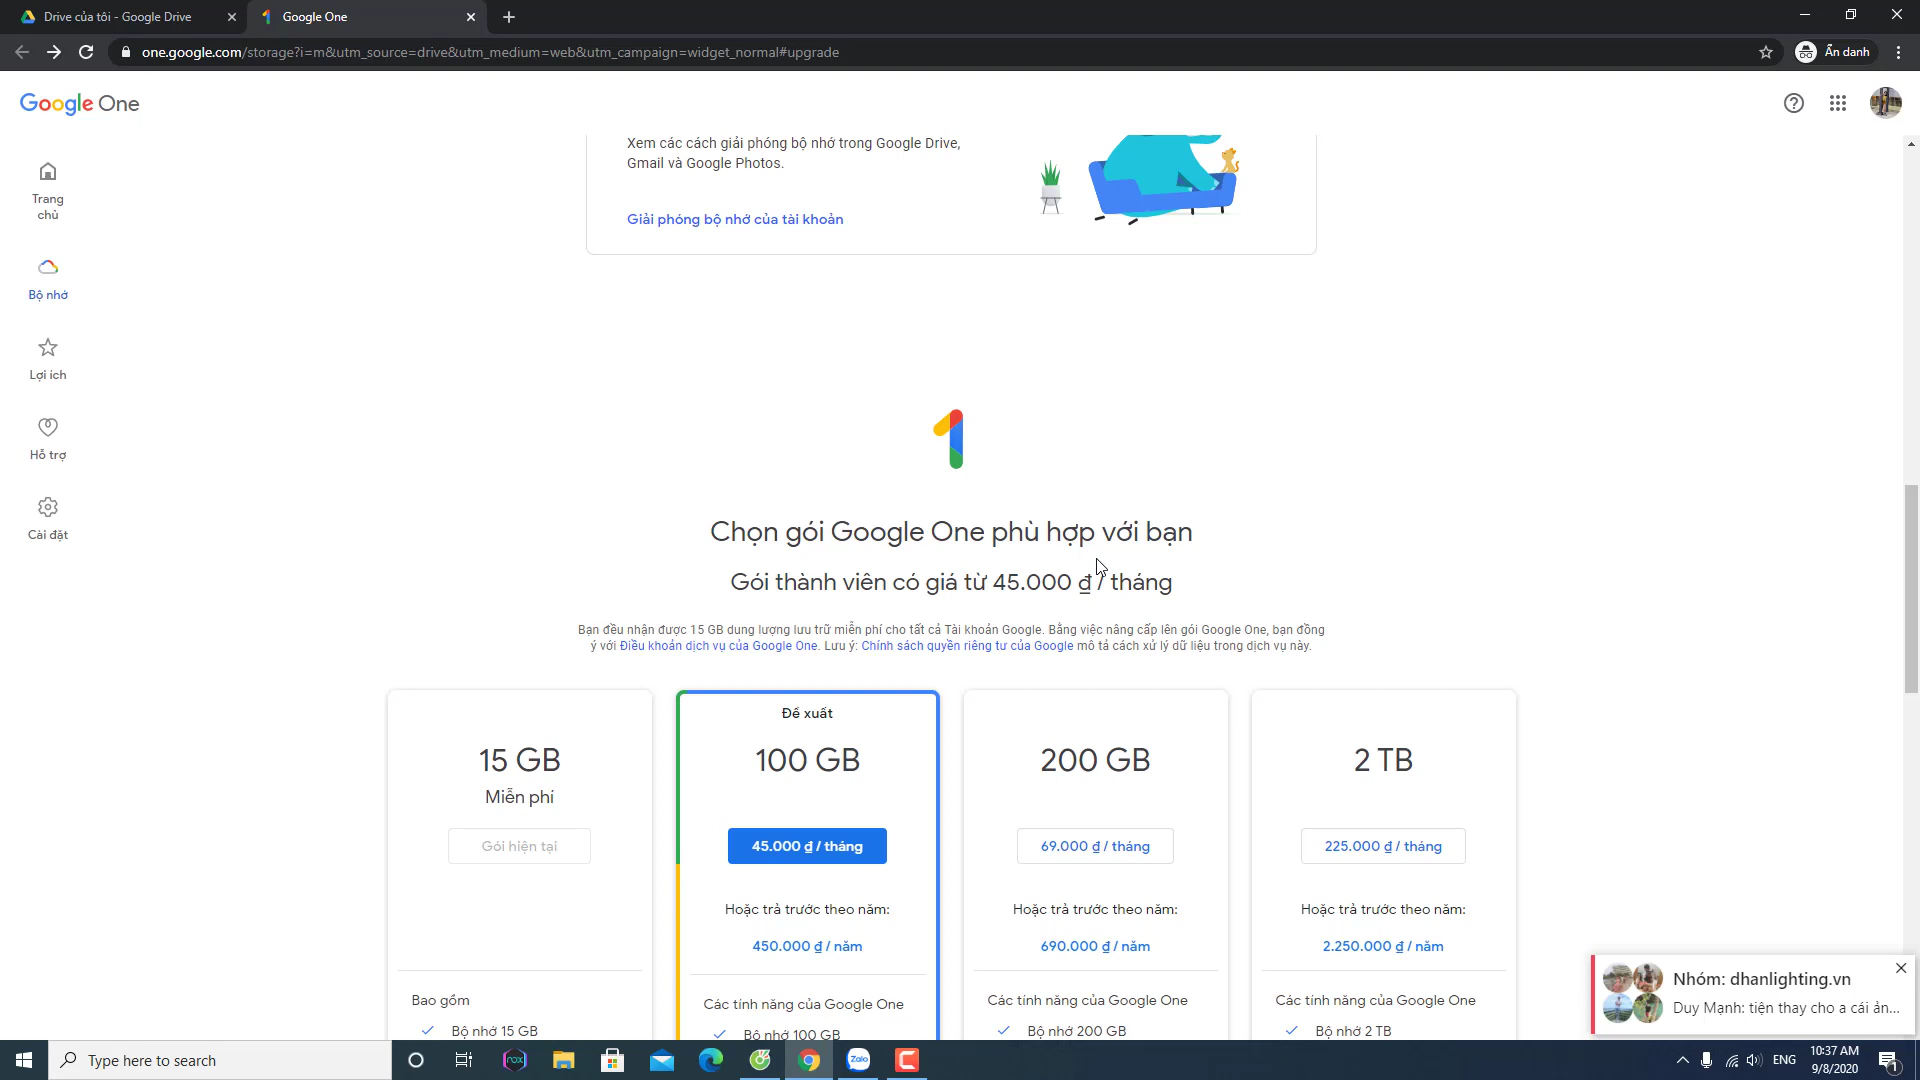 Drive của tôi - Google Drive
Google One
one.google.com/storage?i=m&utm_source=drive&utm_medium=web&utm_campaign=widget_normal#upgrade
Ẩn danh
Google One
Trang
chủ
Bộ nhớ
Lợi ích
Hỗ trợ
Cài đặt
Xem các cách giải phóng bộ nhớ trong Google Drive,
Gmail và Google Photos.
Giải phóng bộ nhớ của tài khoản
Chọn gói Google One phù hợp với bạn
Gói thành viên có giá từ 45.000 ₫ / tháng
Bạn đều nhận được 15 GB dung lượng lưu trữ miễn phí cho tất cả Tài khoản Google. Bằng việc nâng cấp lên gói Google One, bạn đồng
ý với Điều khoản dịch vụ của Google One. Lưu ý: Chính sách quyền riêng tư của Google mô tả cách xử lý dữ liệu trong dịch vụ này.
15 GB
Miễn phí
Gói hiện tại
Bao gồm
Bộ nhớ 15 GB
Đề xuất
100 GB
45.000 ₫ / tháng
Hoặc trả trước theo năm:
450.000 ₫ / năm
Các tính năng của Google One
Bộ nhớ 100 GB
200 GB
69.000 ₫ / tháng
Hoặc trả trước theo năm:
690.000 ₫ / năm
Các tính năng của Google One
Bộ nhớ 200 GB
2 TB
225.000 ₫ / tháng
Hoặc trả trước theo năm:
2.250.000 ₫ / năm
Các tính năng của Google One
Bộ nhớ 2 TB
Nhóm: dhanlighting.vn
Duy Mạnh: tiện thay cho a cái ản...
Type here to search
nox
Zalo
ENG
10:37 AM
9/8/2020
1